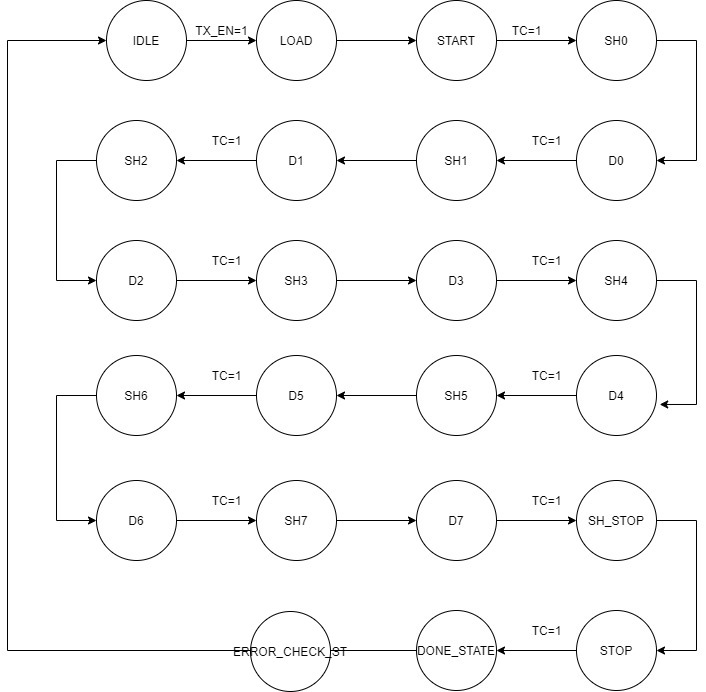 TX_EN=1
TC=1
IDLE
LOAD
START
SH0
TC=1
TC=1
SH2
D1
SH1
D0
TC=1
TC=1
D2
SH3
D3
SH4
TC=1
TC=1
SH6
D5
SH5
D4
TC=1
TC=1
D6
SH7
D7
SH_STOP
TC=1
ERROR_CHECK_ST
DONE_STATE
STOP